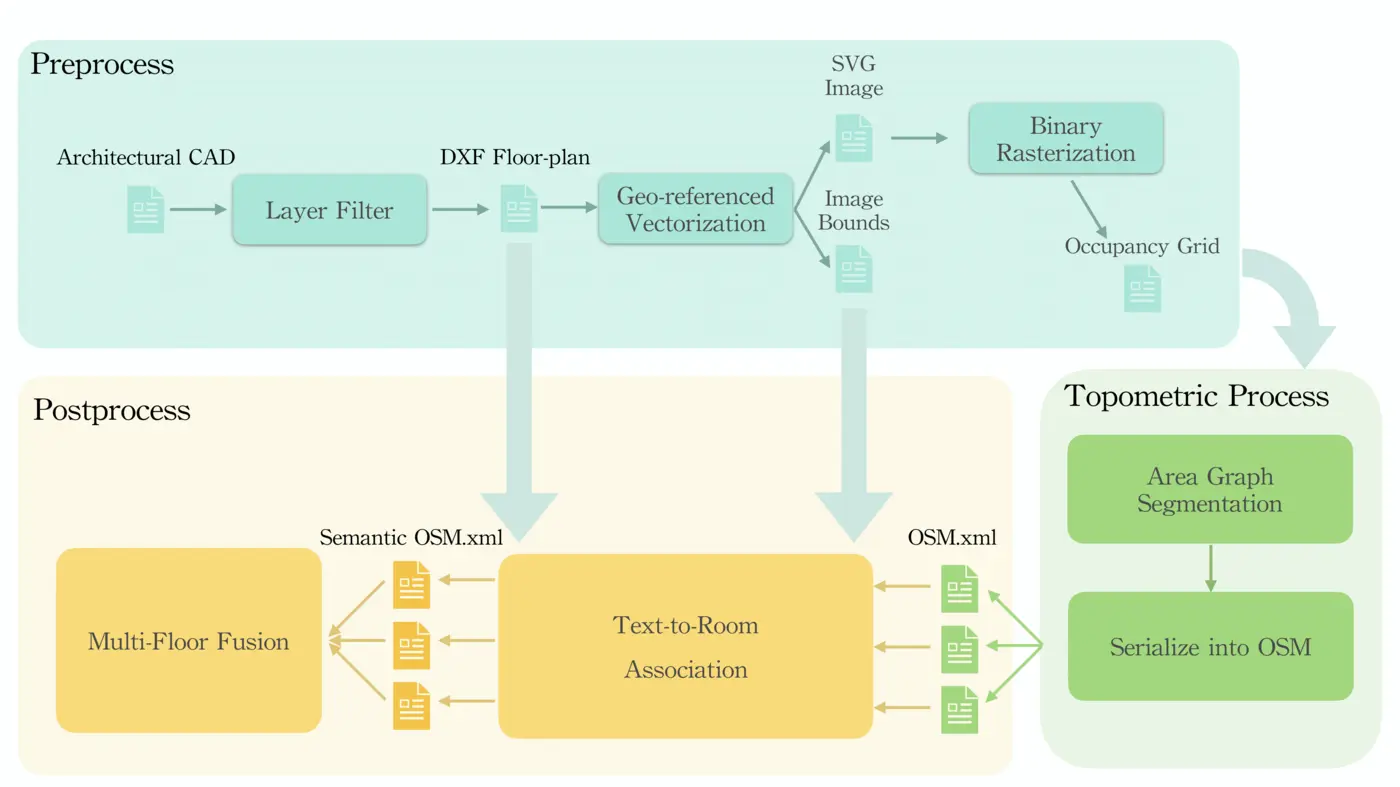 Preprocess
Architectural CAD
Layer Filter
DXF Floor-plan
Geo-referenced
Vectorization
SVG
Image
Image
Bounds
Binary
Rasterization
Occupancy Grid
Topometric Process
Area Graph
Segmentation
Serialize into OSM
Postprocess
OSM.xml
Text-to-Room
Association
Semantic OSM.xml
Multi-Floor Fusion